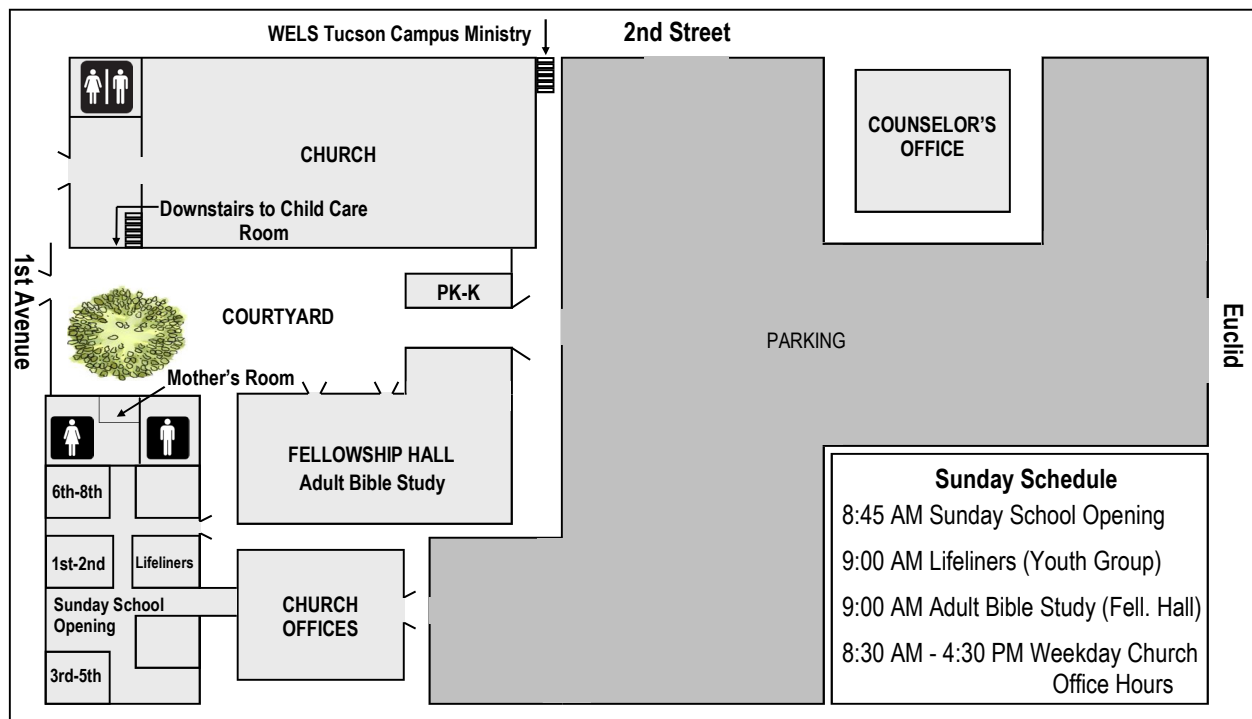 WELS Tucson Campus Ministry
2nd Street
CHURCH
COUNSELOR'S
OFFICE
Downstairs to Child Care
Room
1st Avenue
PK-K
COURTYARD
PARKING
Euclid
Mother's Room
FELLOWSHIP HALL
Adult Bible Study
6th-8th
1st-2nd
Lifeliners
Sunday School
Opening
3rd-5th
CHURCH
OFFICES
Sunday Schedule
8:45 AM Sunday School Opening
9:00 AM Lifeliners (Youth Group)
9:00 AM Adult Bible Study (Fell. Hall)
8:30 AM - 4:30 PM Weekday Church
Office Hours